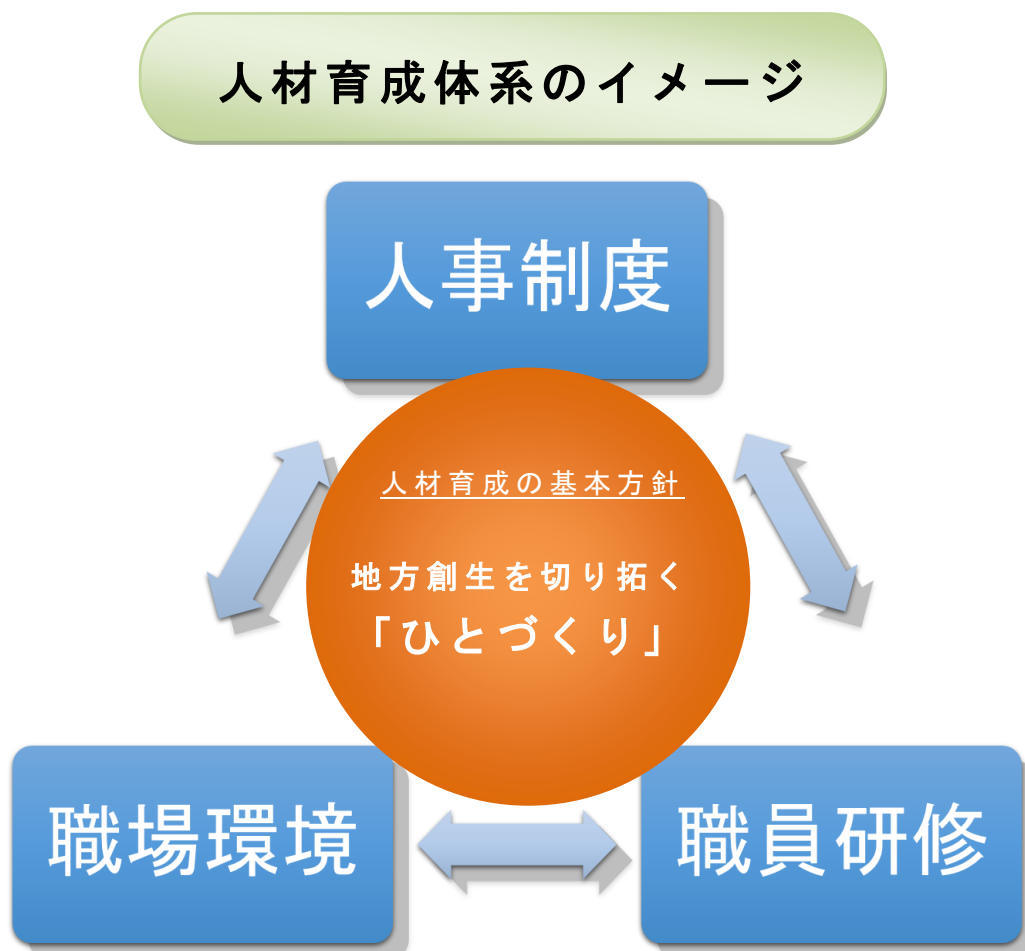 人材育成体系のイメージ
人事制度
人材育成の基本方針
地方創生を切り拓く
「ひとづくり」
職場環境
職員研修